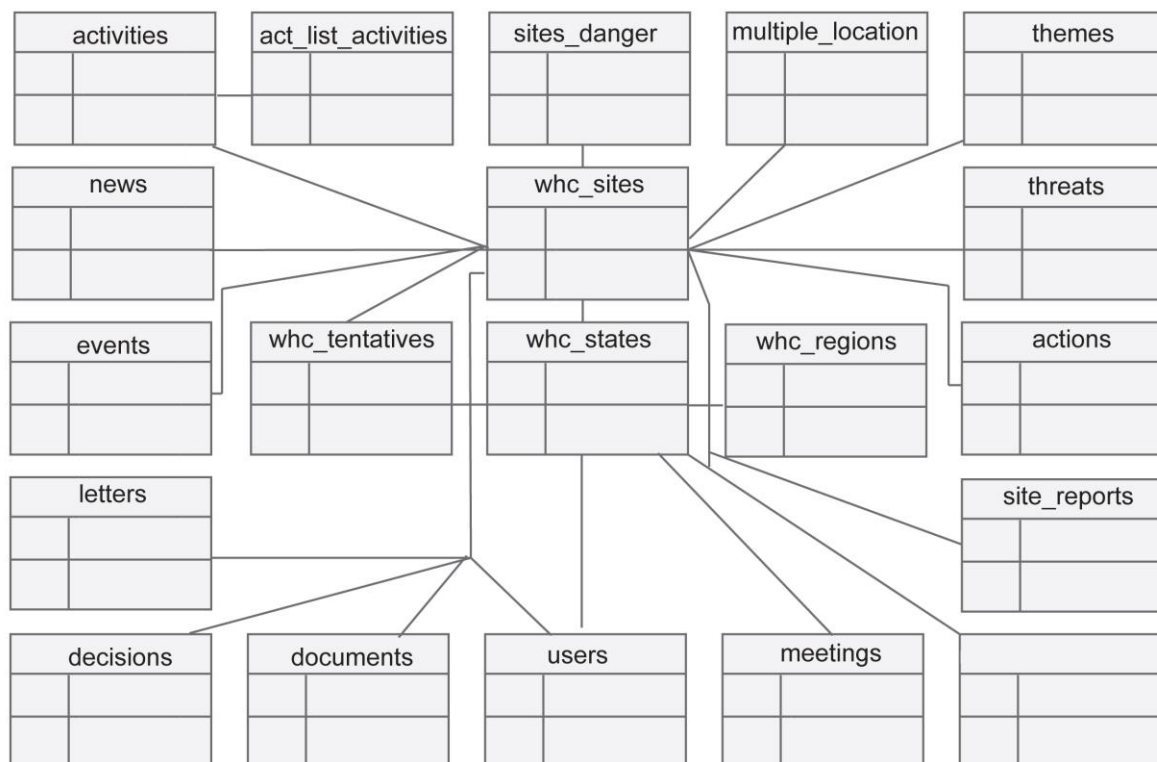 activities
act_list_activities
sites_danger
multiple_location
themes
news
whc_sites
threats
events
whc_tentatives
whc_states
whc_regions
actions
letters
site_reports
decisions
documents
users
meetings